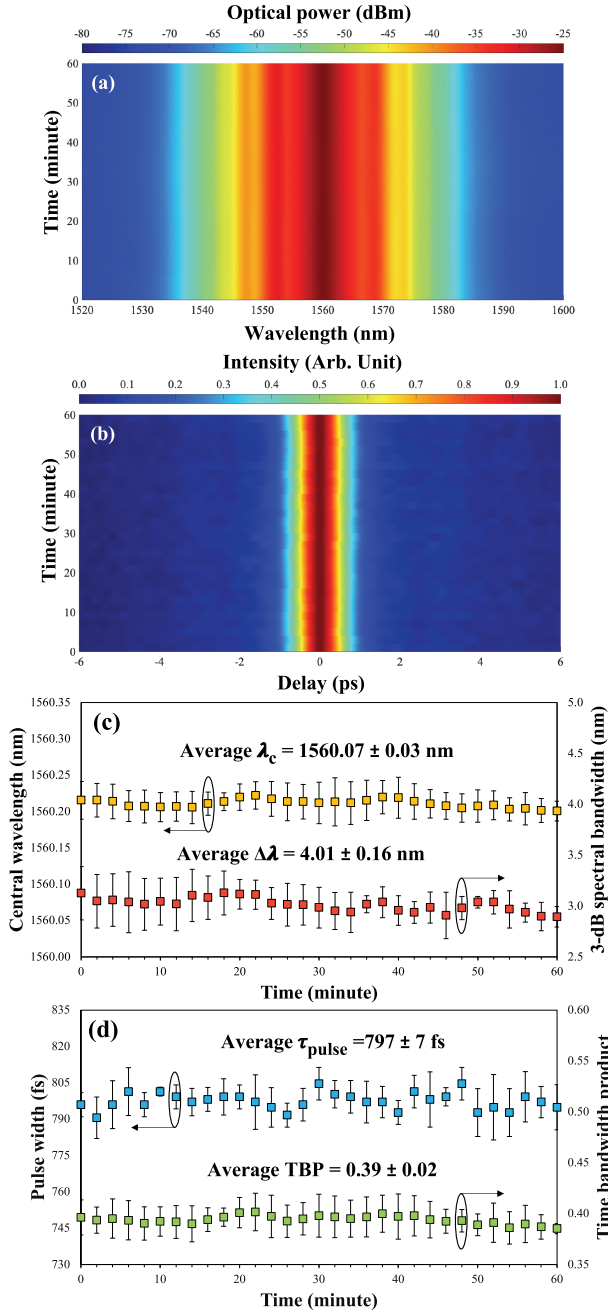 Optical power (dBm)
-80 -75 -70 -65 -60 -55 -50 -45 -40 -35 -30 -25
(a)
60
50
40
30
20
10
0
Time (minute)
1520 1530 1540 1550 1560 1570 1580 1590 1600
Wavelength (nm)
Intensity (Arb. Unit)
0.0 0.1 0.2 0.3 0.4 0.5 0.6 0.7 0.8 0.9 1.0
(b)
60
50
40
30
20
10
0
Time (minute)
-6 -4 -2 0 2 4 6
Delay (ps)
(c)
1560.35
1560.30
1560.25
1560.20
1560.15
1560.10
1560.05
1560.00
Central wavelength (nm)
Average λc = 1560.07 ± 0.03 nm
Average Δλ = 4.01 ± 0.16 nm
5.0
4.5
4.0
3.5
3.0
2.5
3-dB spectral bandwidth (nm)
0 10 20 30 40 50 60
Time (minute)
(d)
835
820
805
790
775
760
745
730
Pulse width (fs)
Average τpulse =797 ± 7 fs
Average TBP = 0.39 ± 0.02
0.60
0.55
0.50
0.45
0.40
0.35
Time bandwidth product
0 10 20 30 40 50 60
Time (minute)